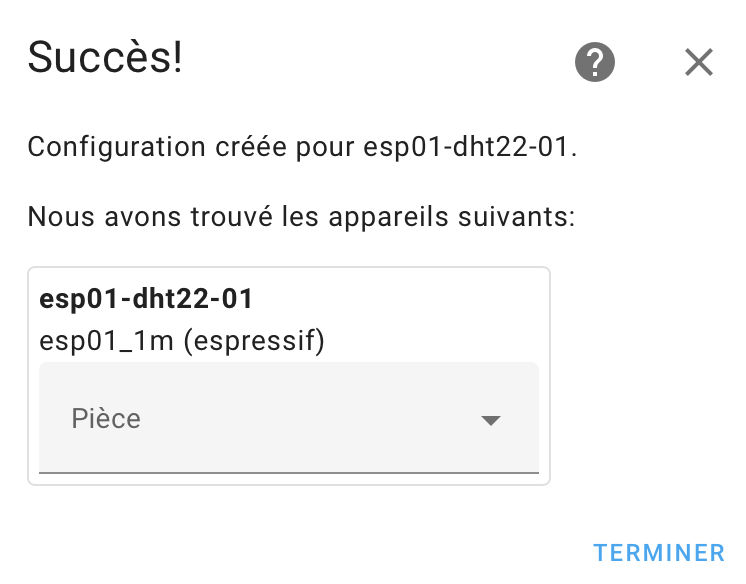 Succès!
Configuration créée pour esp01-dht22-01.
Nous avons trouvé les appareils suivants:
esp01-dht22-01
esp01_1m (espressif)
Pièce
TERMINER